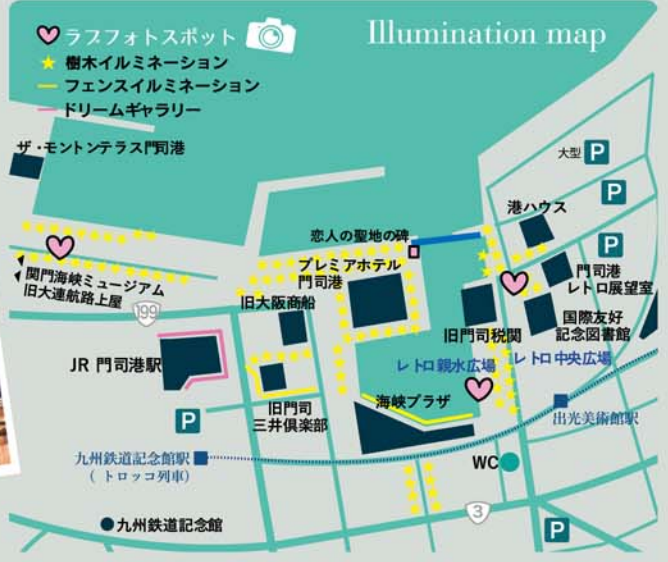 ラブフォトスポット
Illumination map
樹木イルミネーション
フェンスイルミネーション
ドリームギャラリー
ザ・モントンテラス門司港
大型 P
P
港ハウス
恋人の聖地の碑
P
プレミアホテル
門司港
門司港
レトロ展望室
関門海峡ミュージアム
旧大連航路上屋
199
旧大阪商船
国際友好
記念図書館
旧門司税関
JR 門司港駅
レトロ親水広場
レトロ中央広場
海峡プラザ
旧門司
三井倶楽部
P
出光美術館駅
九州鉄道記念館駅
（トロッコ列車）
WC
3
九州鉄道記念館
P